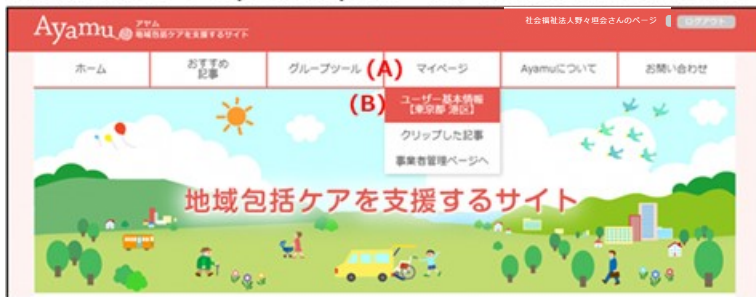 Ayamu
アヤム
地域包括ケアを支援するサイト
社会福祉法人野々垣会さんのページ
ログアウト
ホーム
おすすめ
記事
グループツール
(A)
マイページ
Ayamuについて
お問い合わせ
(B)
ユーザー基本情報
【東京都 港区】
クリップした記事
事業者管理ページへ
地域包括ケアを支援するサイト